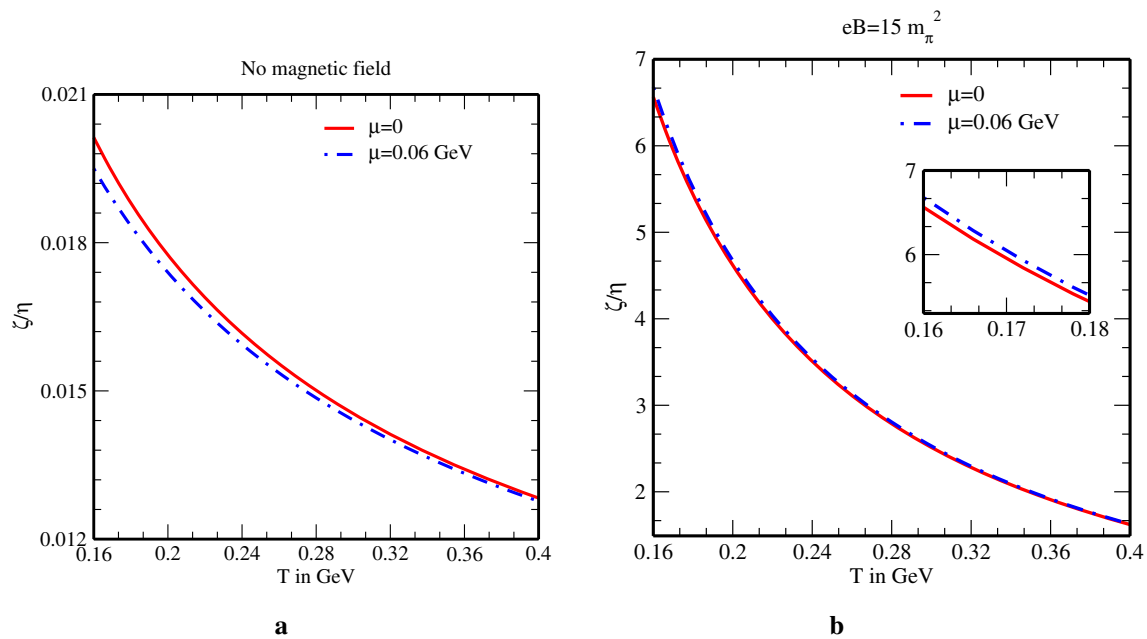 No magnetic field
0.021
0.018
0.015
0.012
ζ/η
μ=0
μ=0.06 GeV
0.16 0.2 0.24 0.28 0.32 0.36 0.4
T in GeV
a
eB=15 m_π^2
7
6
5
4
3
2
ζ/η
μ=0
μ=0.06 GeV
7
6
0.16 0.17 0.18
0.16 0.2 0.24 0.28 0.32 0.36 0.4
T in GeV
b